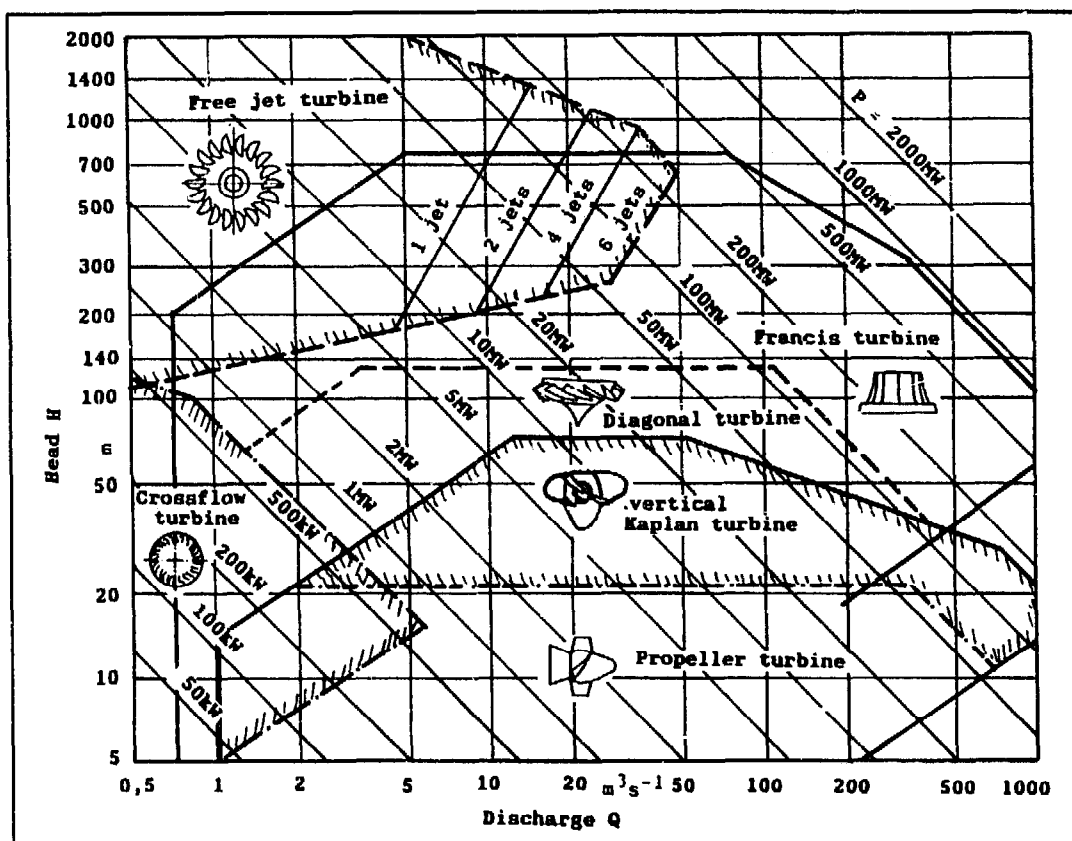 2000
1400
1000
700
500
300
200
140
100
50
20
10
5
Head H
G
Free jet turbine
1 jet
2 jets
4 jets
6 jets
P = 2000MW
1000MW
500MW
200MW
100MW
50MW
20MW
10MW
5MW
2MW
1MW
500kW
200kW
100kW
50kW
Francis turbine
Diagonal turbine
Crossflow
turbine
.vertical
Kaplan turbine
Propeller turbine
0,5 1 2 5 10 20 m³s⁻¹ 50 100 200 500 1000
Discharge Q